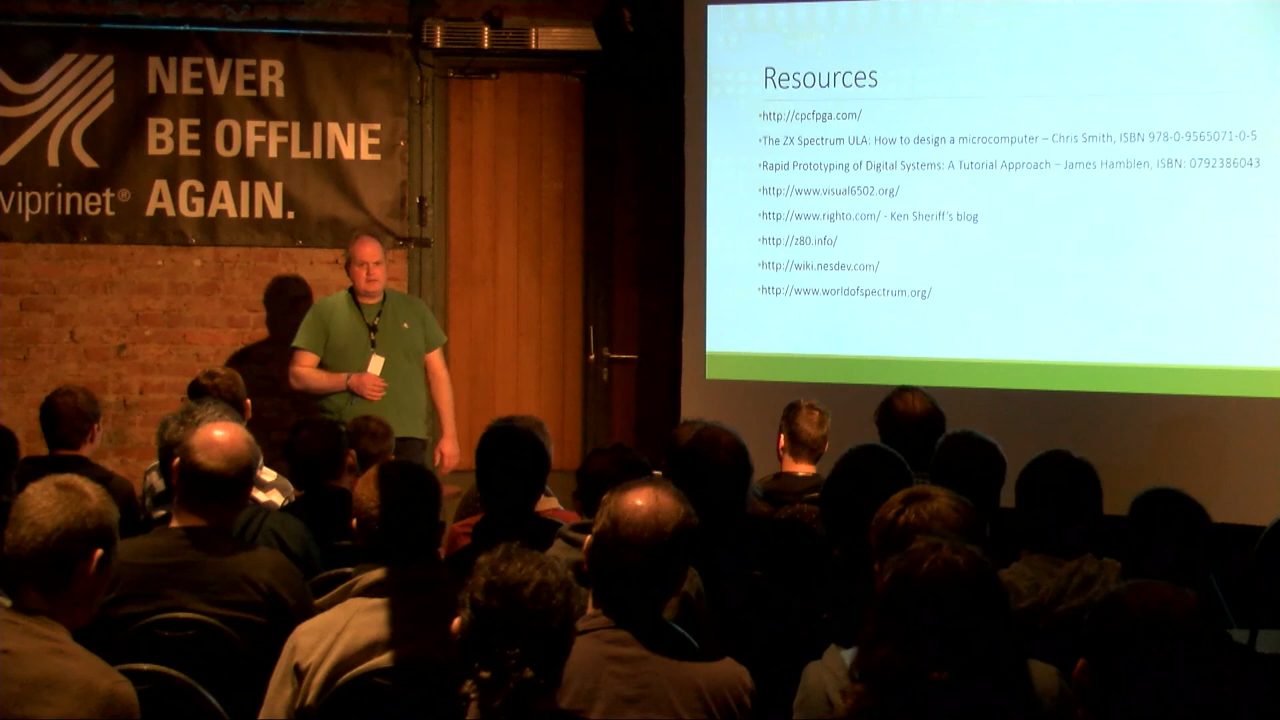 NEVER
BE OFFLINE
AGAIN.
viprinet®
Resources
http://cpcfpga.com/
The ZX Spectrum ULA: How to design a microcomputer – Chris Smith, ISBN 978-0-9565071-0-5
Rapid Prototyping of Digital Systems: A Tutorial Approach – James Hamblen, ISBN: 0792386043
http://www.visual6502.org/
http://www.righto.com/ - Ken Sheriff's blog
http://z80.info/
http://wiki.nesdev.com/
http://www.worldofspectrum.org/